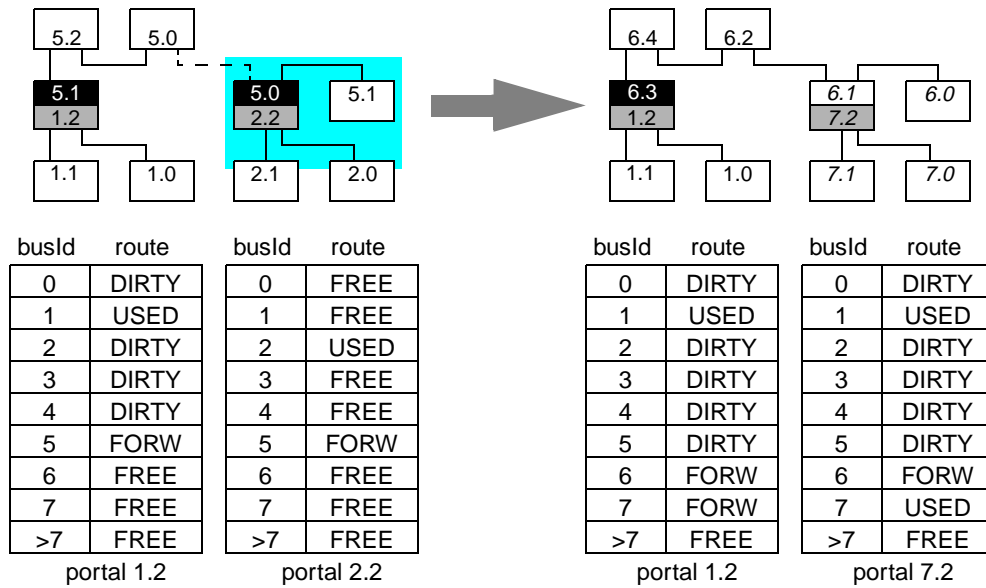 5.2 5.0 6.4 6.2
5.1 5.0 5.1 6.3 6.1 6.0
1.2 2.2 1.2 7.2
1.1 1.0 2.1 2.0 1.1 1.0 7.1 7.0
busId route busId route busId route busId route
0 DIRTY 0 FREE 0 DIRTY 0 DIRTY
1 USED 1 FREE 1 USED 1 USED
2 DIRTY 2 USED 2 DIRTY 2 DIRTY
3 DIRTY 3 FREE 3 DIRTY 3 DIRTY
4 DIRTY 4 FREE 4 DIRTY 4 DIRTY
5 FORW 5 FORW 5 DIRTY 5 DIRTY
6 FREE 6 FREE 6 FORW 6 FORW
7 FREE 7 FREE 7 FORW 7 USED
>7 FREE >7 FREE >7 FREE >7 FREE
portal 1.2 portal 2.2 portal 1.2 portal 7.2